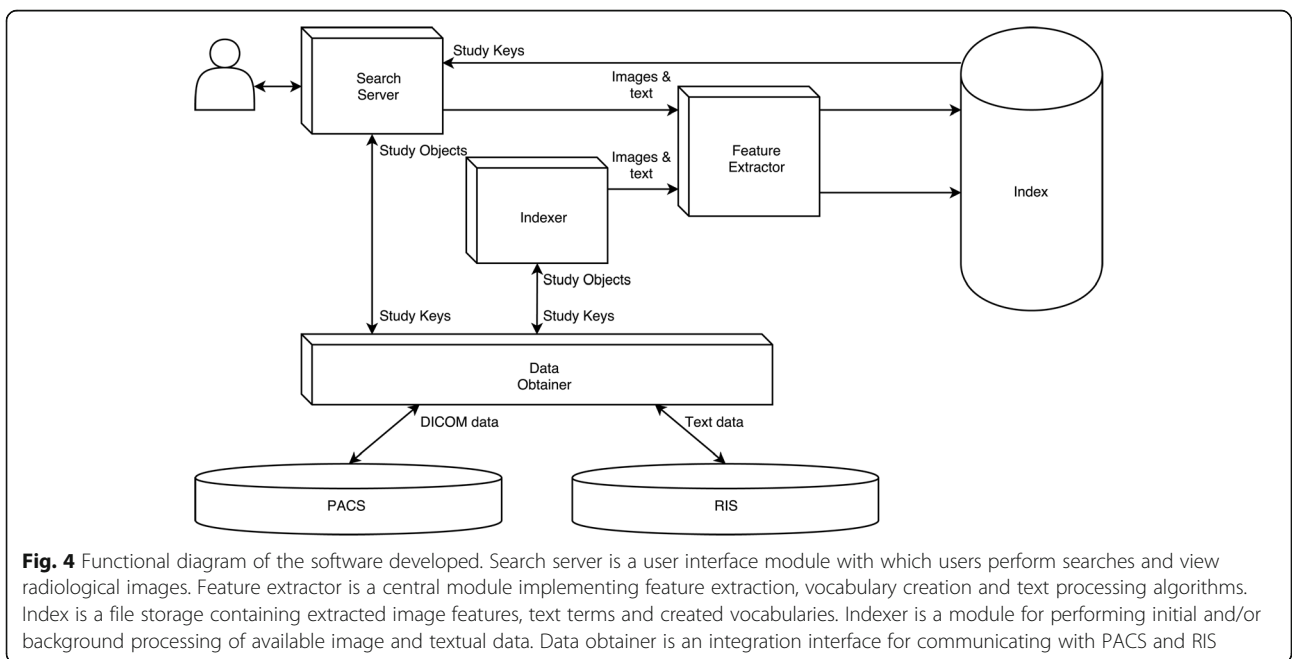 Study Keys
Search
Server
Images &
text
Study Objects
Images &
text
Feature
Extractor
Index
Indexer
Study Objects
Study Keys
Study Keys
Data
Obtainer
DICOM data
Text data
PACS
RIS
Fig. 4 Functional diagram of the software developed. Search server is a user interface module with which users perform searches and view
radiological images. Feature extractor is a central module implementing feature extraction, vocabulary creation and text processing algorithms.
Index is a file storage containing extracted image features, text terms and created vocabularies. Indexer is a module for performing initial and/or
background processing of available image and textual data. Data obtainer is an integration interface for communicating with PACS and RIS